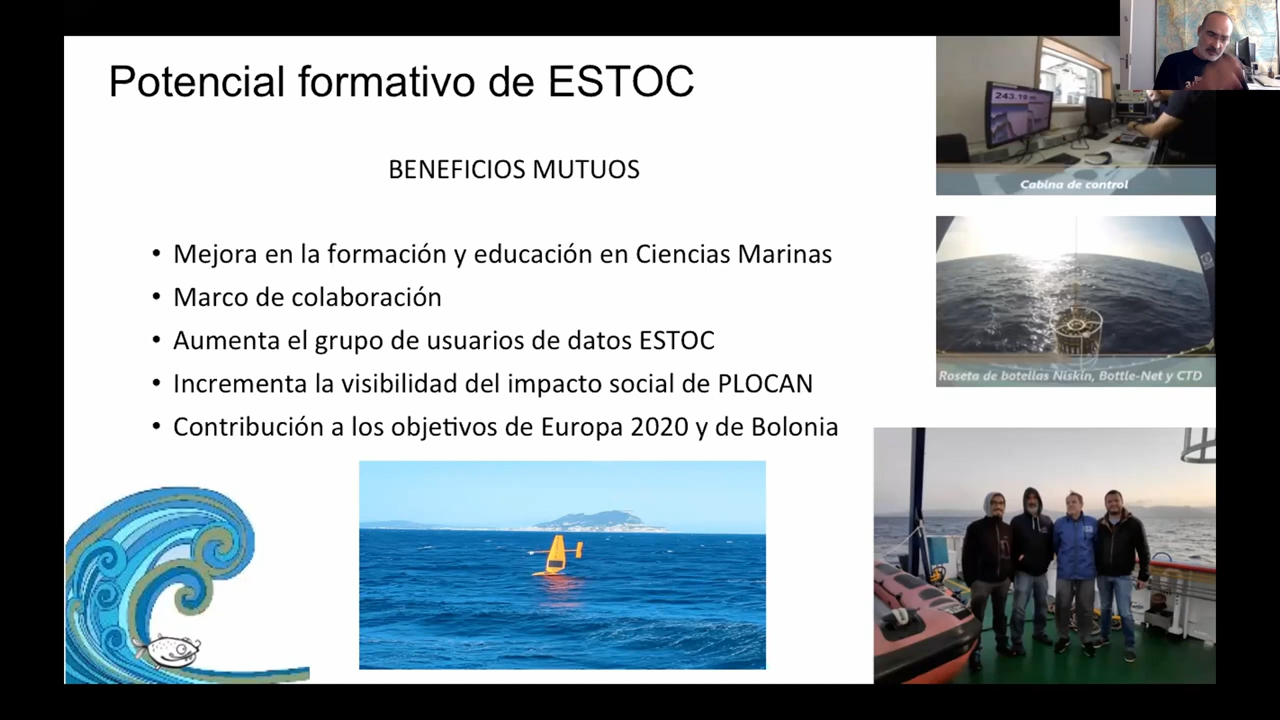 Potencial formativo de ESTOC
BENEFICIOS MUTUOS
• Mejora en la formación y educación en Ciencias Marinas
• Marco de colaboración
• Aumenta el grupo de usuarios de datos ESTOC
• Incrementa la visibilidad del impacto social de PLOCAN
• Contribución a los objetivos de Europa 2020 y de Bolonia
243.19
Cabina de control
Roseta de botellas Niskin, Bottle-Net y CTD